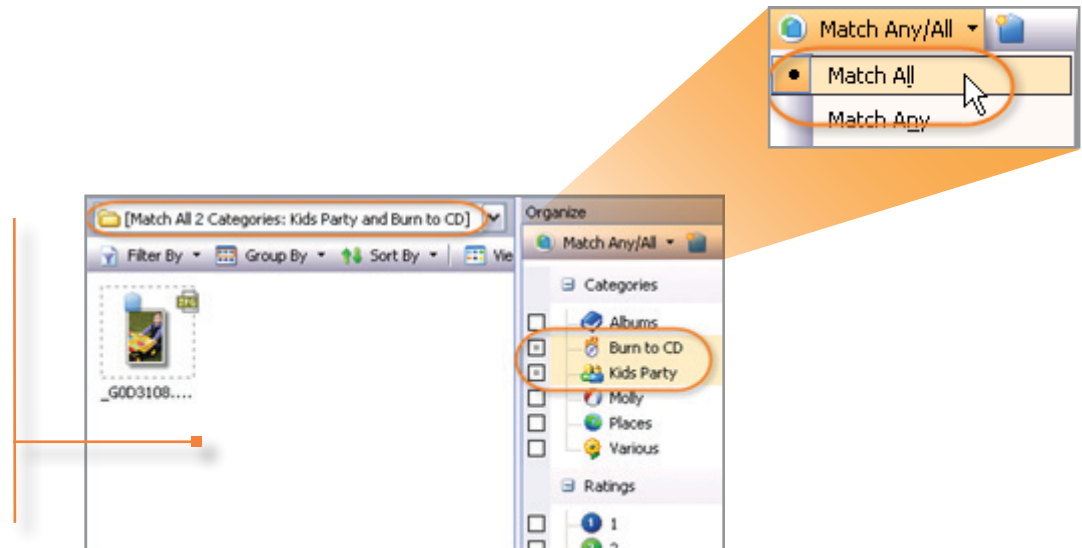 Match Any/All
Match All
Match Any
[Match All 2 Categories: Kids Party and Burn to CD]
Organize
Filter By Group By Sort By Vie
Match Any/All
Categories
Albums
Burn to CD
Kids Party
Molly
Places
Various
_G0D3108....
Ratings
1
2